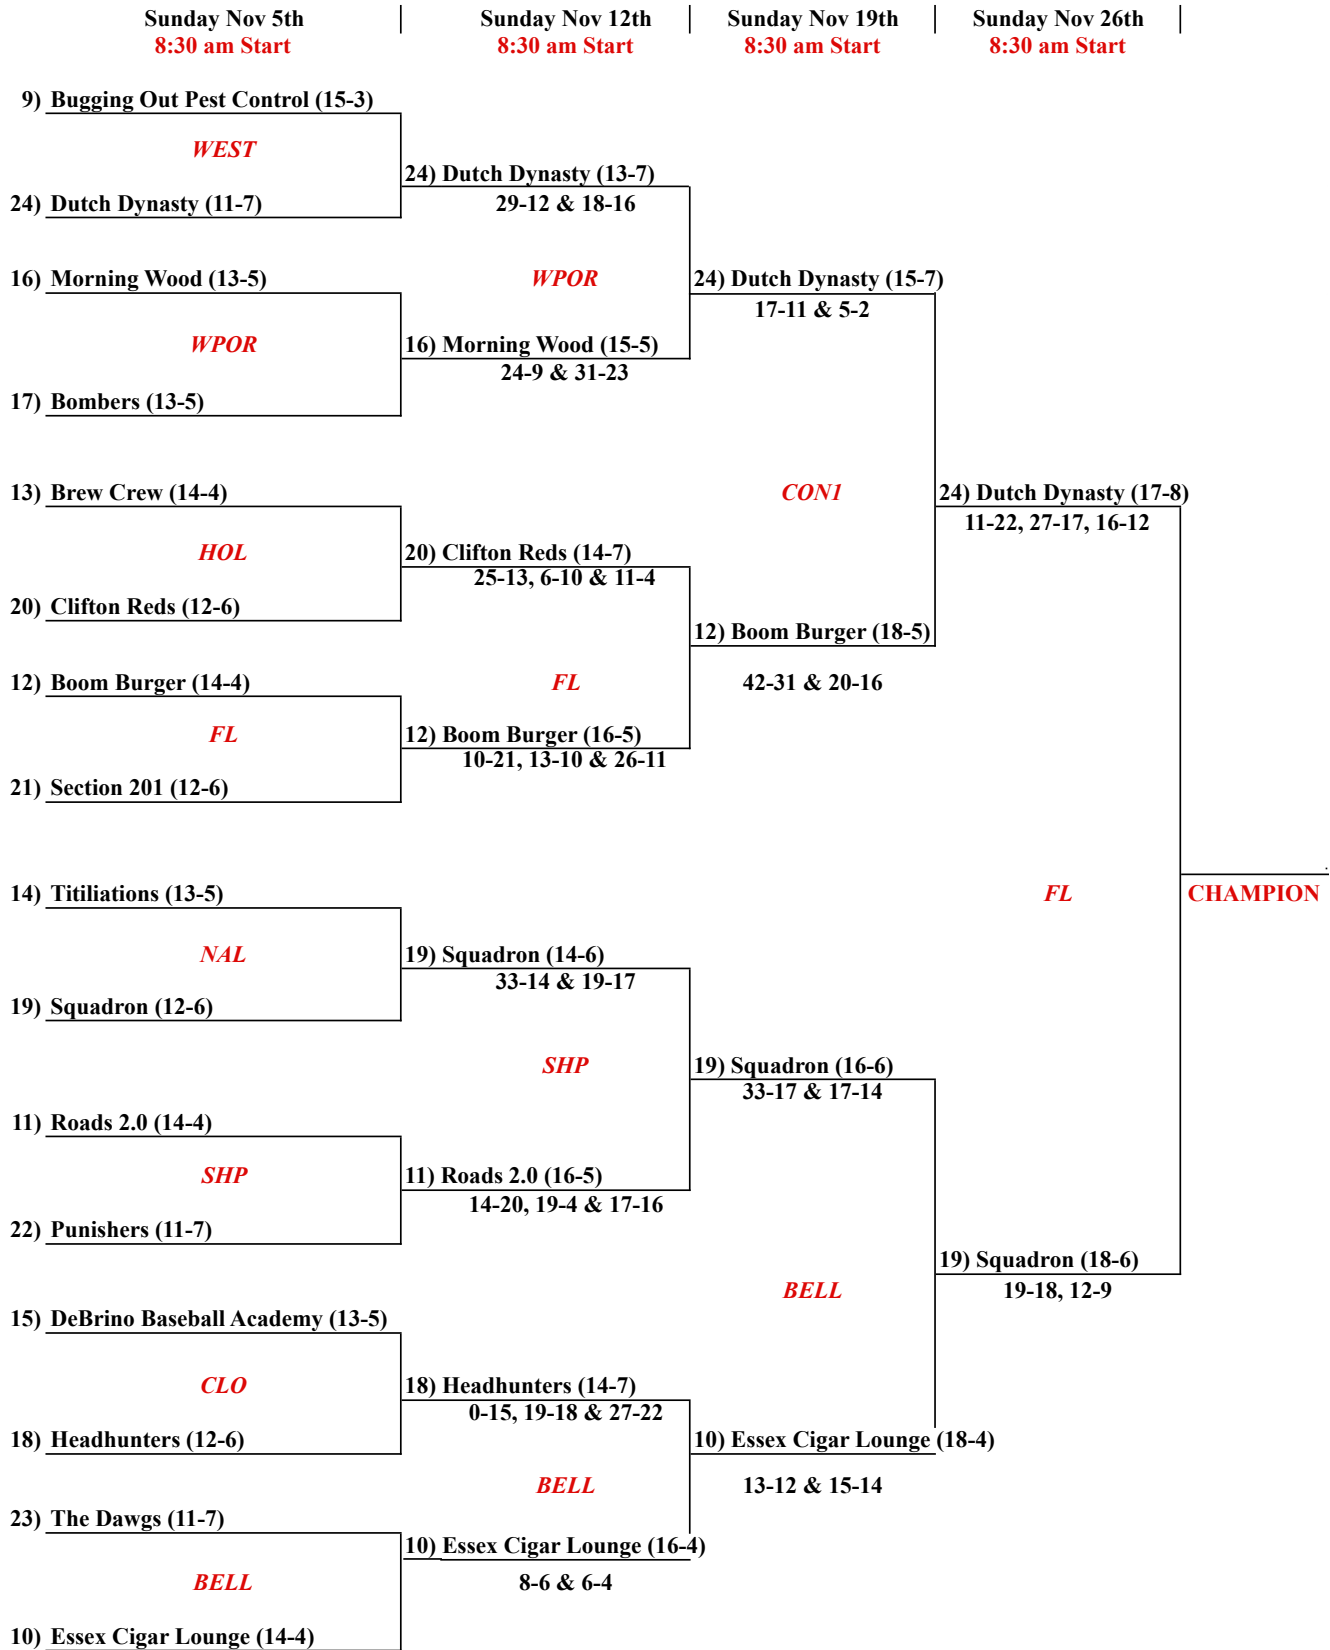 Sunday Nov 5th
8:30 am Start
Sunday Nov 12th
8:30 am Start
Sunday Nov 19th
8:30 am Start
Sunday Nov 26th
8:30 am Start
9) Bugging Out Pest Control (15-3)
WEST
24) Dutch Dynasty (11-7)
16) Morning Wood (13-5)
WPOR
17) Bombers (13-5)
13) Brew Crew (14-4)
HOL
20) Clifton Reds (12-6)
12) Boom Burger (14-4)
FL
21) Section 201 (12-6)
14) Titiliations (13-5)
NAL
19) Squadron (12-6)
11) Roads 2.0 (14-4)
SHP
22) Punishers (11-7)
15) DeBrino Baseball Academy (13-5)
CLO
18) Headhunters (12-6)
23) The Dawgs (11-7)
BELL
10) Essex Cigar Lounge (14-4)
24) Dutch Dynasty (13-7)
29-12 & 18-16
WPOR
16) Morning Wood (15-5)
24-9 & 31-23
20) Clifton Reds (14-7)
25-13, 6-10 & 11-4
FL
12) Boom Burger (16-5)
10-21, 13-10 & 26-11
19) Squadron (14-6)
33-14 & 19-17
SHP
11) Roads 2.0 (16-5)
14-20, 19-4 & 17-16
18) Headhunters (14-7)
0-15, 19-18 & 27-22
BELL
10) Essex Cigar Lounge (16-4)
8-6 & 6-4
24) Dutch Dynasty (15-7)
17-11 & 5-2
CON1
12) Boom Burger (18-5)
42-31 & 20-16
19) Squadron (16-6)
33-17 & 17-14
BELL
10) Essex Cigar Lounge (18-4)
13-12 & 15-14
24) Dutch Dynasty (17-8)
11-22, 27-17, 16-12
FL
19) Squadron (18-6)
19-18, 12-9
CHAMPION